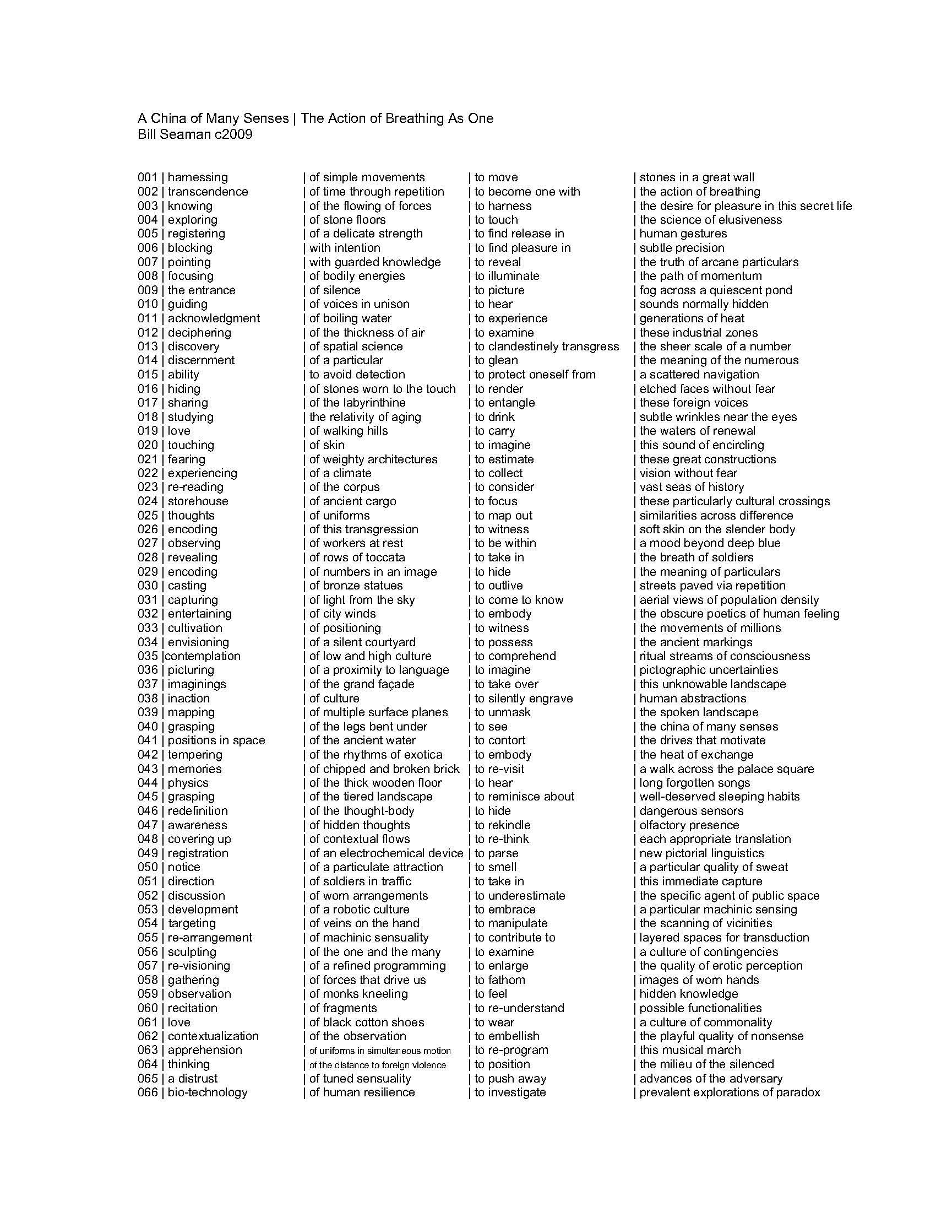 A China of Many Senses | The Action of Breathing As One
Bill Seaman c2009
001 | harnessing | of simple movements | to move | stones in a great wall
002 | transcendence | of time through repetition | to become one with | the action of breathing
003 | knowing | of the flowing of forces | to harness | the desire for pleasure in this secret life
004 | exploring | of stone floors | to touch | the science of elusiveness
005 | registering | of a delicate strength | to find release in | human gestures
006 | blocking | with intention | to find pleasure in | subtle precision
007 | pointing | with guarded knowledge | to reveal | the truth of arcane particulars
008 | focusing | of bodily energies | to illuminate | the path of momentum
009 | the entrance | of silence | to picture | fog across a quiescent pond
010 | guiding | of voices in unison | to hear | sounds normally hidden
011 | acknowledgment | of boiling water | to experience | generations of heat
012 | deciphering | of the thickness of air | to examine | these industrial zones
013 | discovery | of spatial science | to clandestinely transgress | the sheer scale of a number
014 | discernment | of a particular | to glean | the meaning of the numerous
015 | ability | to avoid detection | to protect oneself from | a scattered navigation
016 | hiding | of stones worn to the touch | to render | etched faces without fear
017 | sharing | of the labyrinthine | to entangle | these foreign voices
018 | studying | the relativity of aging | to drink | subtle wrinkles near the eyes
019 | love | of walking hills | to carry | the waters of renewal
020 | touching | of skin | to imagine | this sound of encircling
021 | fearing | of weighty architectures | to estimate | these great constructions
022 | experiencing | of a climate | to collect | vision without fear
023 | re-reading | of the corpus | to consider | vast seas of history
024 | storehouse | of ancient cargo | to focus | these particularly cultural crossings
025 | thoughts | of uniforms | to map out | similarities across difference
026 | encoding | of this transgression | to witness | soft skin on the slender body
027 | observing | of workers at rest | to be within | a mood beyond deep blue
028 | revealing | of rows of toccata | to take in | the breath of soldiers
029 | encoding | of numbers in an image | to hide | the meaning of particulars
030 | casting | of bronze statues | to outlive | streets paved via repetition
031 | capturing | of light from the sky | to come to know | aerial views of population density
032 | entertaining | of city winds | to embody | the obscure poetics of human feeling
033 | cultivation | of positioning | to witness | the movements of millions
034 | envisioning | of a silent courtyard | to possess | the ancient markings
035 |contemplation | of low and high culture | to comprehend | ritual streams of consciousness
036 | picturing | of a proximity to language | to imagine | pictographic uncertainties
037 | imaginings | of the grand façade | to take over | this unknowable landscape
038 | inaction | of culture | to silently engrave | human abstractions
039 | mapping | of multiple surface planes | to unmask | the spoken landscape
040 | grasping | of the legs bent under | to see | the china of many senses
041 | positions in space | of the ancient water | to contort | the drives that motivate
042 | tempering | of the rhythms of exotica | to embody | the heat of exchange
043 | memories | of chipped and broken brick | to re-visit | a walk across the palace square
044 | physics | of the thick wooden floor | to hear | long forgotten songs
045 | grasping | of the tiered landscape | to reminisce about | well-deserved sleeping habits
046 | redefinition | of the thought-body | to hide | dangerous sensors
047 | awareness | of hidden thoughts | to rekindle | olfactory presence
048 | covering up | of contextual flows | to re-think | each appropriate translation
049 | registration | of an electrochemical device | to parse | new pictorial linguistics
050 | notice | of a particulate attraction | to smell | a particular quality of sweat
051 | direction | of soldiers in traffic | to take in | this immediate capture
052 | discussion | of worn arrangements | to underestimate | the specific agent of public space
053 | development | of a robotic culture | to embrace | a particular machinic sensing
054 | targeting | of veins on the hand | to manipulate | the scanning of vicinities
055 | re-arrangement | of machinic sensuality | to contribute to | layered spaces for transduction
056 | sculpting | of the one and the many | to examine | a culture of contingencies
057 | re-visioning | of a refined programming | to enlarge | the quality of erotic perception
058 | gathering | of forces that drive us | to fathom | images of worn hands
059 | observation | of monks kneeling | to feel | hidden knowledge
060 | recitation | of fragments | to re-understand | possible functionalities
061 | love | of black cotton shoes | to wear | a culture of commonality
062 | contextualization | of the observation | to embellish | the playful quality of nonsense
063 | apprehension | of uniforms in simultaneous motion | to re-program | this musical march
064 | thinking | of the distance to foreign violence | to position | the milieu of the silenced
065 | a distrust | of tuned sensuality | to push away | advances of the adversary
066 | bio-technology | of human resilience | to investigate | prevalent explorations of paradox